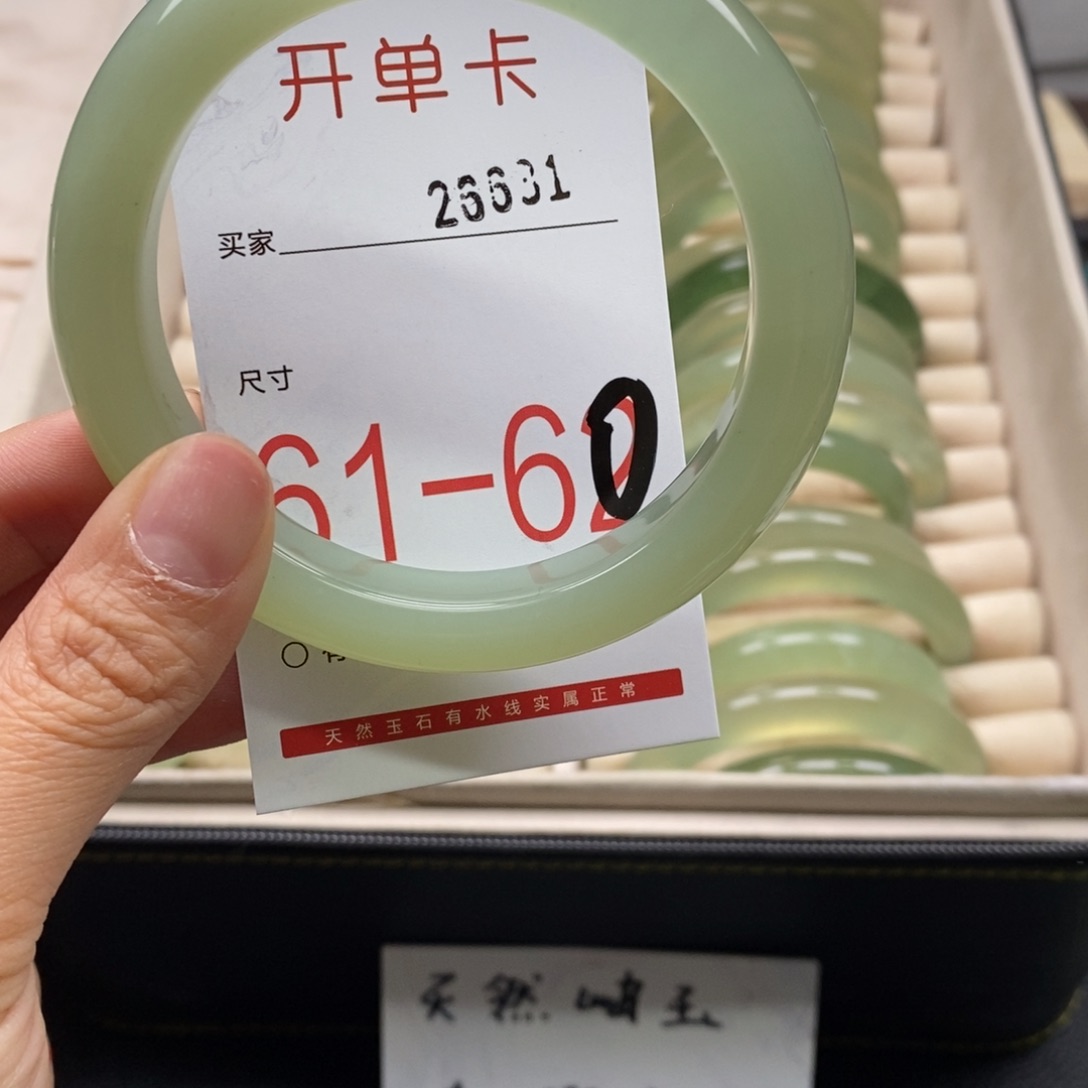 开单卡
26631
买家
尺寸
61-60
天然玉石有水线实属正常
天然岫玉